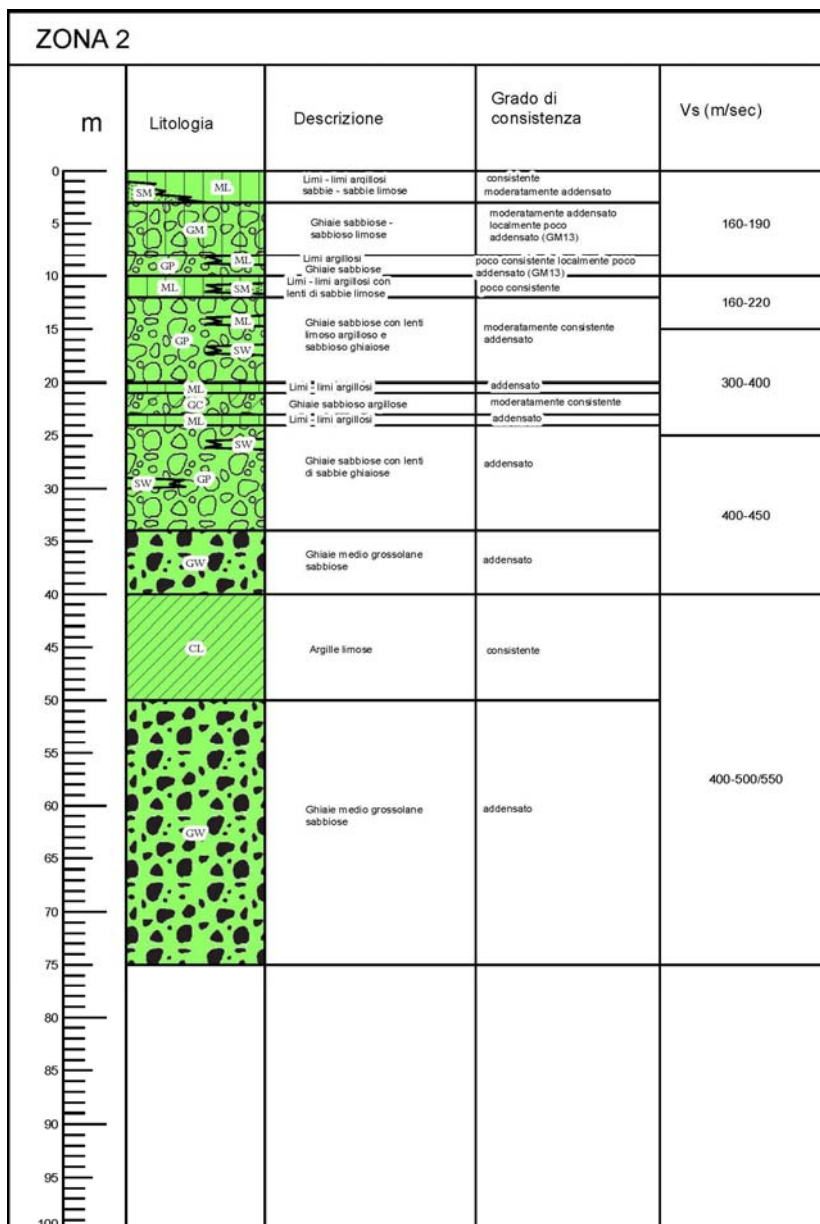 ZONA 2
m
Litologia
Descrizione
Grado di
consistenza
Vs (m/sec)
0
5
10
15
20
25
30
35
40
45
50
55
60
65
70
75
80
85
90
95
100
SM
ML
GM
ML
GP
ML
SM
ML
GP
SW
ML
GC
ML
SW
GP
SW
GW
CL
GW
Limi - limi argillosi
sabbie - sabbie limose
Ghiaie sabbiose -
sabbioso limose
Limi argillosi
Ghiaie sabbiose
Limi - limi argillosi con
lenti di sabbie limose
Ghiaie sabbiose con lenti
limoso argilloso e
sabbioso ghiaiose
Limi - limi argillosi
Ghiaie sabbioso argillose
Limi - limi argillosi
Ghiaie sabbiose con lenti
di sabbie ghiaiose
Ghiaie medio grossolane
sabbiose
Argille limose
Ghiaie medio grossolane
sabbiose
consistente
moderatamente addensato
moderatamente addensato
localmente poco
addensato (GM13)
poco consistente localmente poco
addensato (GM13)
poco consistente
moderatamente consistente
addensato
addensato
moderatamente consistente
addensato
addensato
addensato
consistente
addensato
160-190
160-220
300-400
400-450
400-500/550